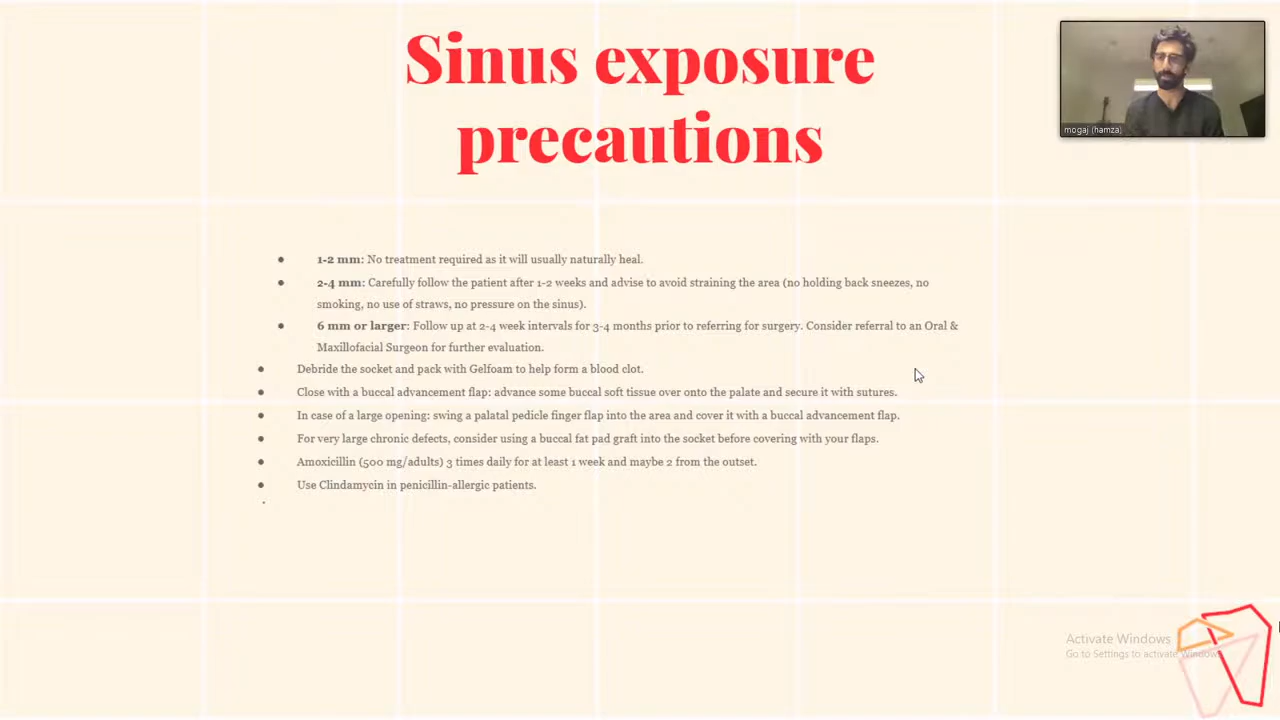 Sinus exposure
precautions
mogaj (hamza)
1-2 mm: No treatment required as it will usually naturally heal.
2-4 mm: Carefully follow the patient after 1-2 weeks and advise to avoid straining the area (no holding back sneezes, no
smoking, no use of straws, no pressure on the sinus).
6 mm or larger: Follow up at 2-4 week intervals for 3-4 months prior to referring for surgery. Consider referral to an Oral &
Maxillofacial Surgeon for further evaluation.
Debride the socket and pack with Gelfoam to help form a blood clot.
Close with a buccal advancement flap: advance some buccal soft tissue over onto the palate and secure it with sutures.
In case of a large opening: swing a palatal pedicle finger flap into the area and cover it with a buccal advancement flap.
For very large chronic defects, consider using a buccal fat pad graft into the socket before covering with your flaps.
Amoxicillin (500 mg/adults) 3 times daily for at least 1 week and maybe 2 from the outset.
Use Clindamycin in penicillin-allergic patients.
Activate Windows
Go to Settings to activate Windows.